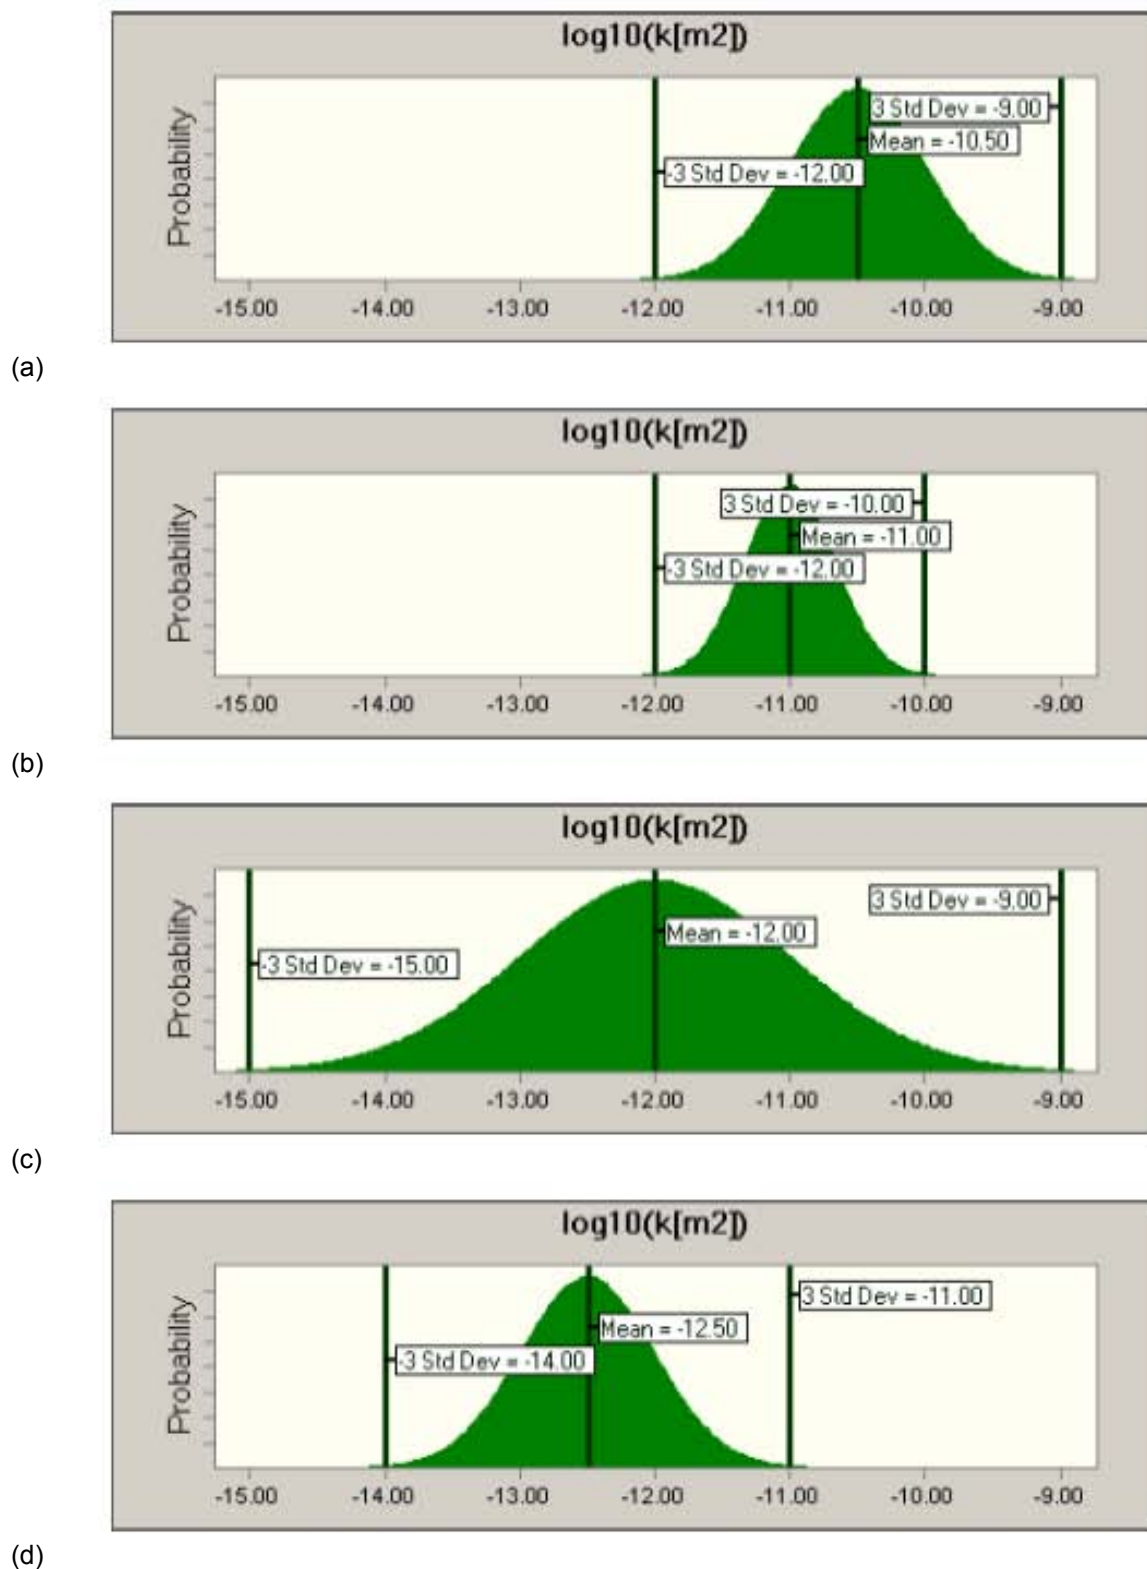 log10(k[m2])
Probability
3 Std Dev = -9.00
Mean = -10.50
-3 Std Dev = -12.00
-15.00 -14.00 -13.00 -12.00 -11.00 -10.00 -9.00
(a)
log10(k[m2])
Probability
3 Std Dev = -10.00
Mean = -11.00
-3 Std Dev = -12.00
-15.00 -14.00 -13.00 -12.00 -11.00 -10.00 -9.00
(b)
log10(k[m2])
Probability
3 Std Dev = -9.00
Mean = -12.00
-3 Std Dev = -15.00
-15.00 -14.00 -13.00 -12.00 -11.00 -10.00 -9.00
(c)
log10(k[m2])
Probability
3 Std Dev = -11.00
Mean = -12.50
-3 Std Dev = -14.00
-15.00 -14.00 -13.00 -12.00 -11.00 -10.00 -9.00
(d)